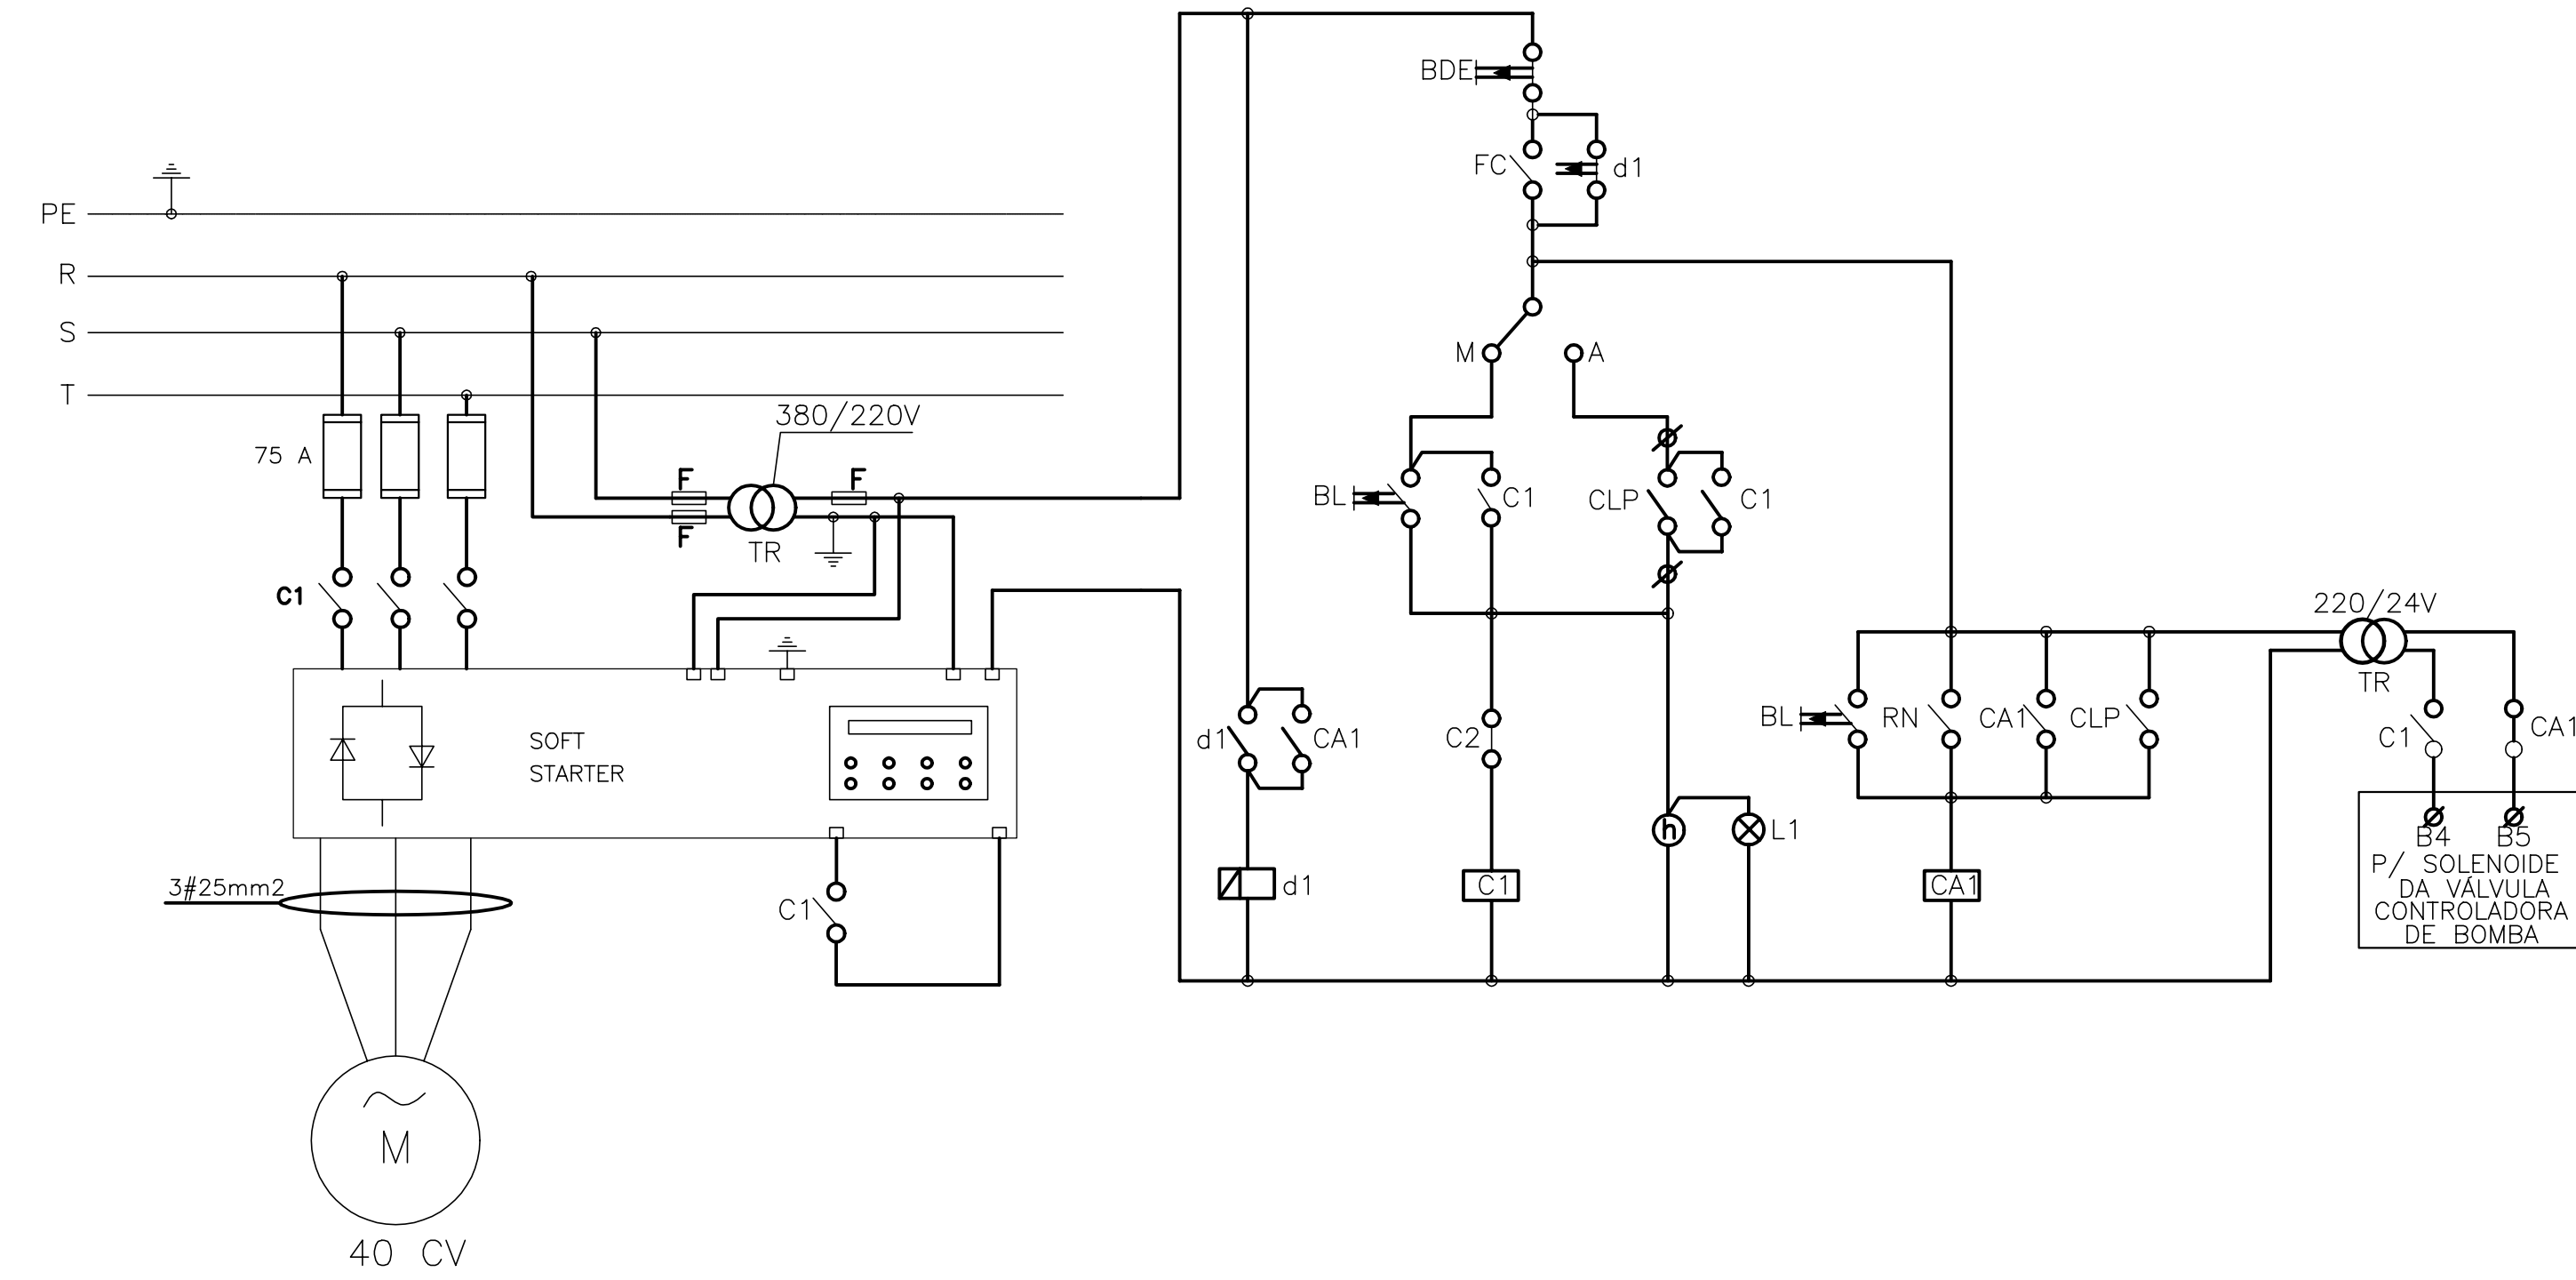 BDE
FC
d1
PE
R
S
T
M
A
380/220V
75 A
F
F
F
TR
BL
C1
CLP
C1
C1
220/24V
TR
BL
RN
CA1
CLP
C1
CA1
d1
CA1
C2
SOFT
STARTER
h
L1
B4
B5
P/ SOLENOIDE
DA VÁLVULA
CONTROLADORA
DE BOMBA
3#25mm2
C1
d1
C1
CA1
M
40 CV